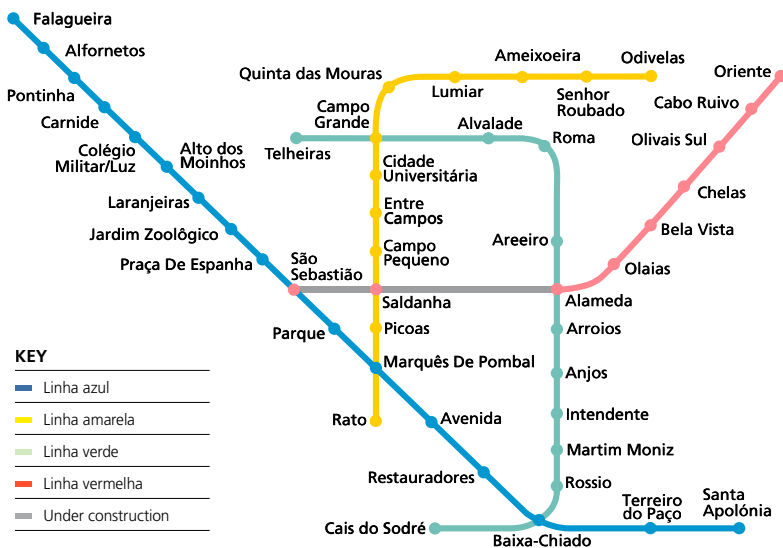 Falagueira
Alfornetos
Pontinha
Carnide
Colégio
Militar/Luz
Alto dos
Moinhos
Laranjeiras
Jardim Zoolôgico
Praça De Espanha
São
Sebastião
Parque
Marquês De Pombal
Avenida
Restauradores
Baixa-Chiado
Terreiro
do Paço
Santa
Apolónia
Odivelas
Senhor
Roubado
Ameixoeira
Lumiar
Quinta das Mouras
Campo
Grande
Cidade
Universitária
Entre
Campos
Campo
Pequeno
Saldanha
Picoas
Rato
Telheiras
Alvalade
Roma
Areeiro
Alameda
Arroios
Anjos
Intendente
Martim Moniz
Rossio
Cais do Sodré
Oriente
Cabo Ruivo
Olivais Sul
Chelas
Bela Vista
Olaias
KEY
Linha azul
Linha amarela
Linha verde
Linha vermelha
Under construction